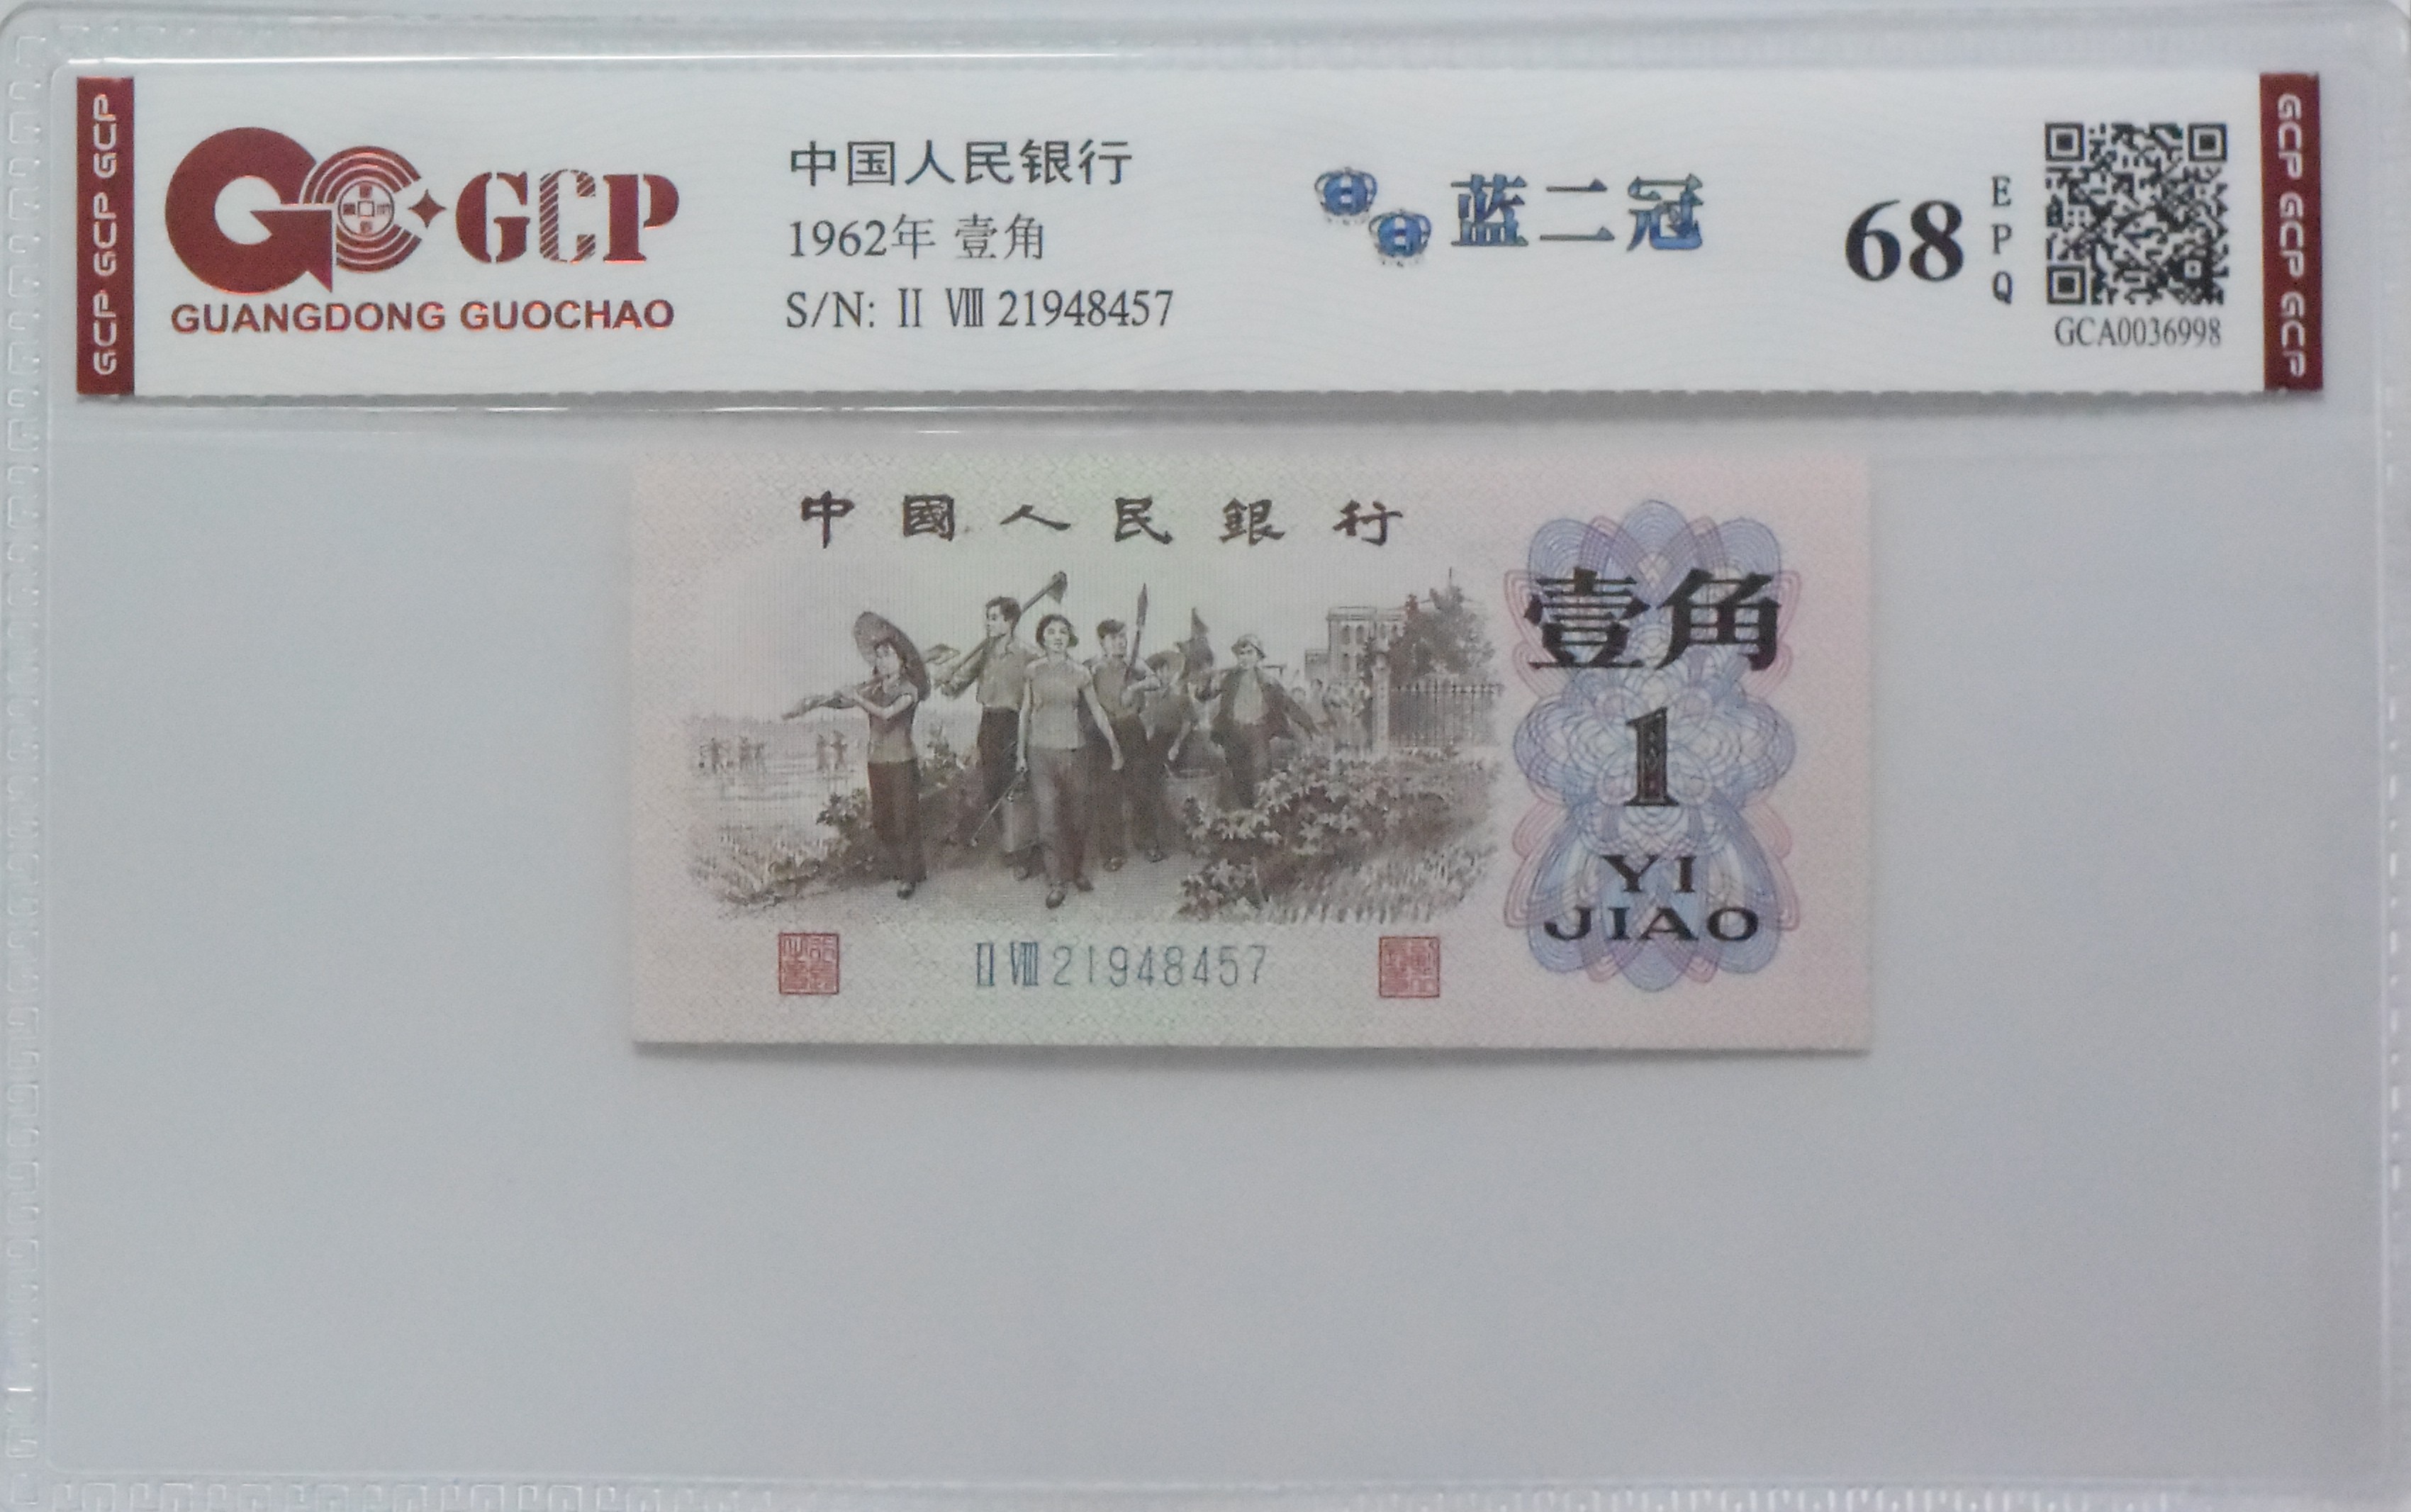 GCP GCP GCP
GCP
GUANGDONG GUOCHAO
中国人民银行
1962年 壹角
S/N: II VIII 21948457
蓝二冠
68
EPQ
GCA0036998
GCP GCP GCP
中國人民銀行
壹角
1
YI
JIAO
II VIII 21948457